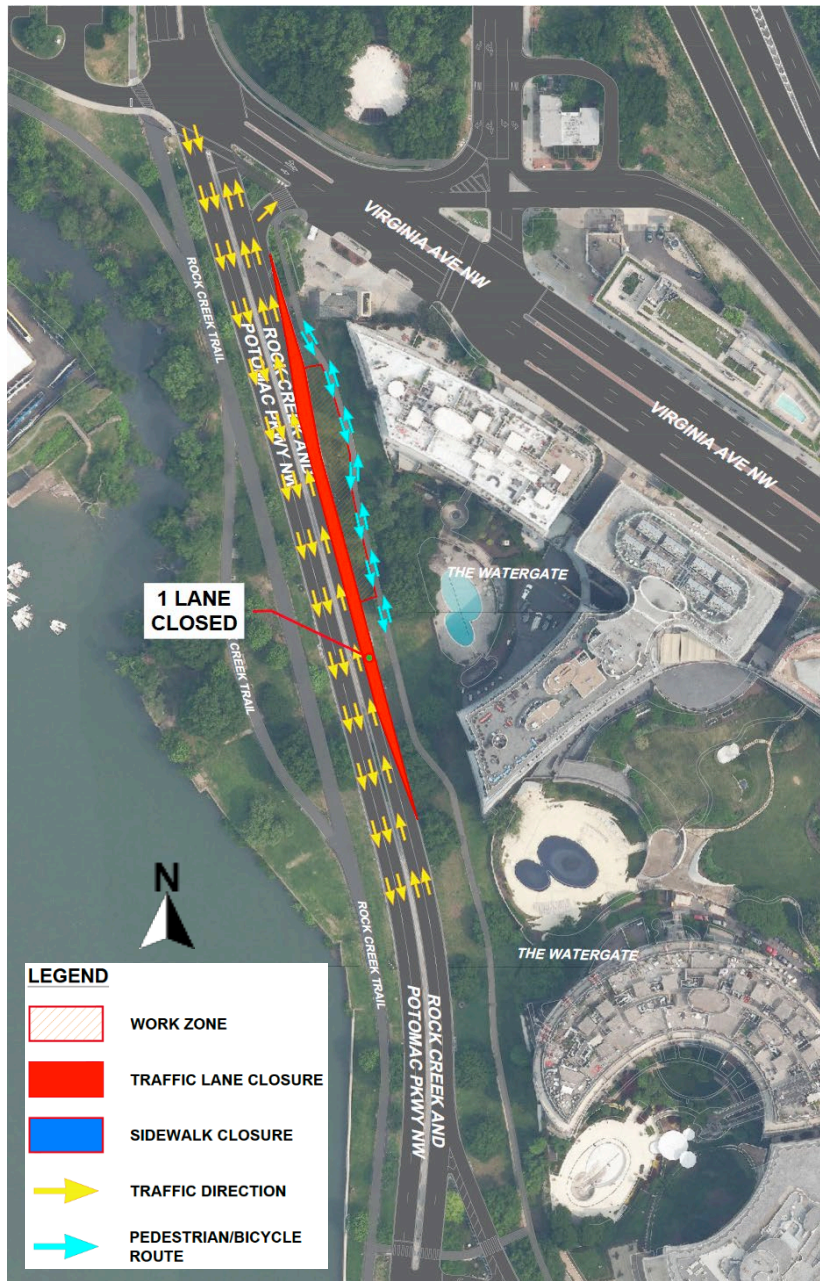 VIRGINIA AVE NW
ROCK CREEK TRAIL
ROCK CREEK AND
POTOMAC PKWY NW
VIRGINIA AVE NW
THE WATERGATE
1 LANE
CLOSED
CREEK TRAIL
ROCK CREEK TRAIL
N
THE WATERGATE
ROCK CREEK AND
POTOMAC PKWY NW
LEGEND
WORK ZONE
TRAFFIC LANE CLOSURE
SIDEWALK CLOSURE
TRAFFIC DIRECTION
PEDESTRIAN/BICYCLE
ROUTE